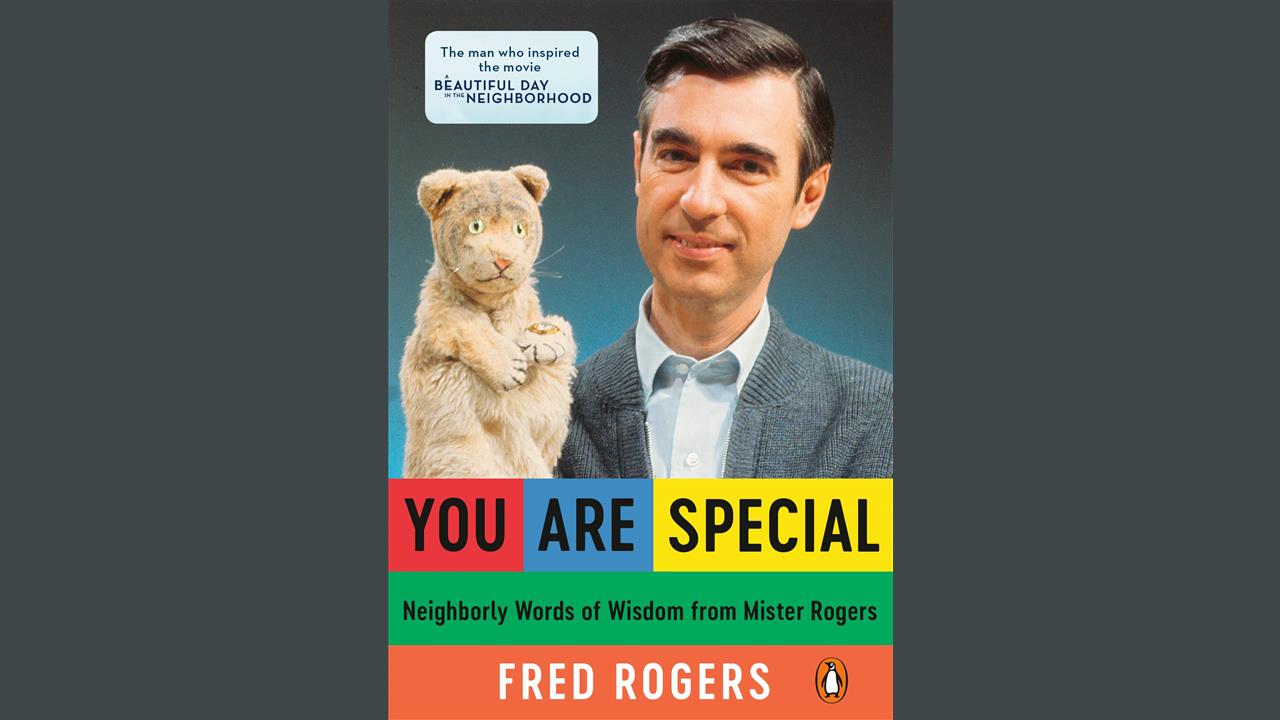 The man who inspired
the movie
A
BEAUTIFUL DAY
IN THE NEIGHBORHOOD
YOU ARE SPECIAL
Neighborly Words of Wisdom from Mister Rogers
FRED ROGERS